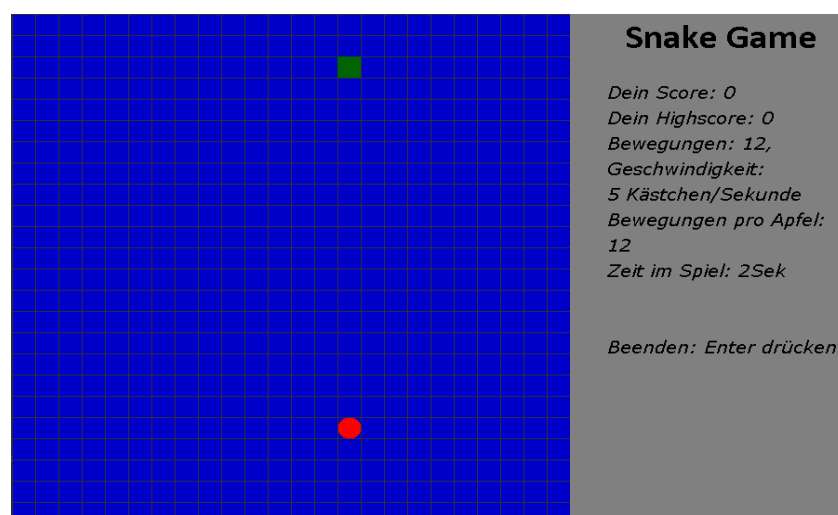 Snake Game
Dein Score: 0
Dein Highscore: 0
Bewegungen: 12,
Geschwindigkeit:
5 Kästchen/Sekunde
Bewegungen pro Apfel:
12
Zeit im Spiel: 2Sek
Beenden: Enter drücken